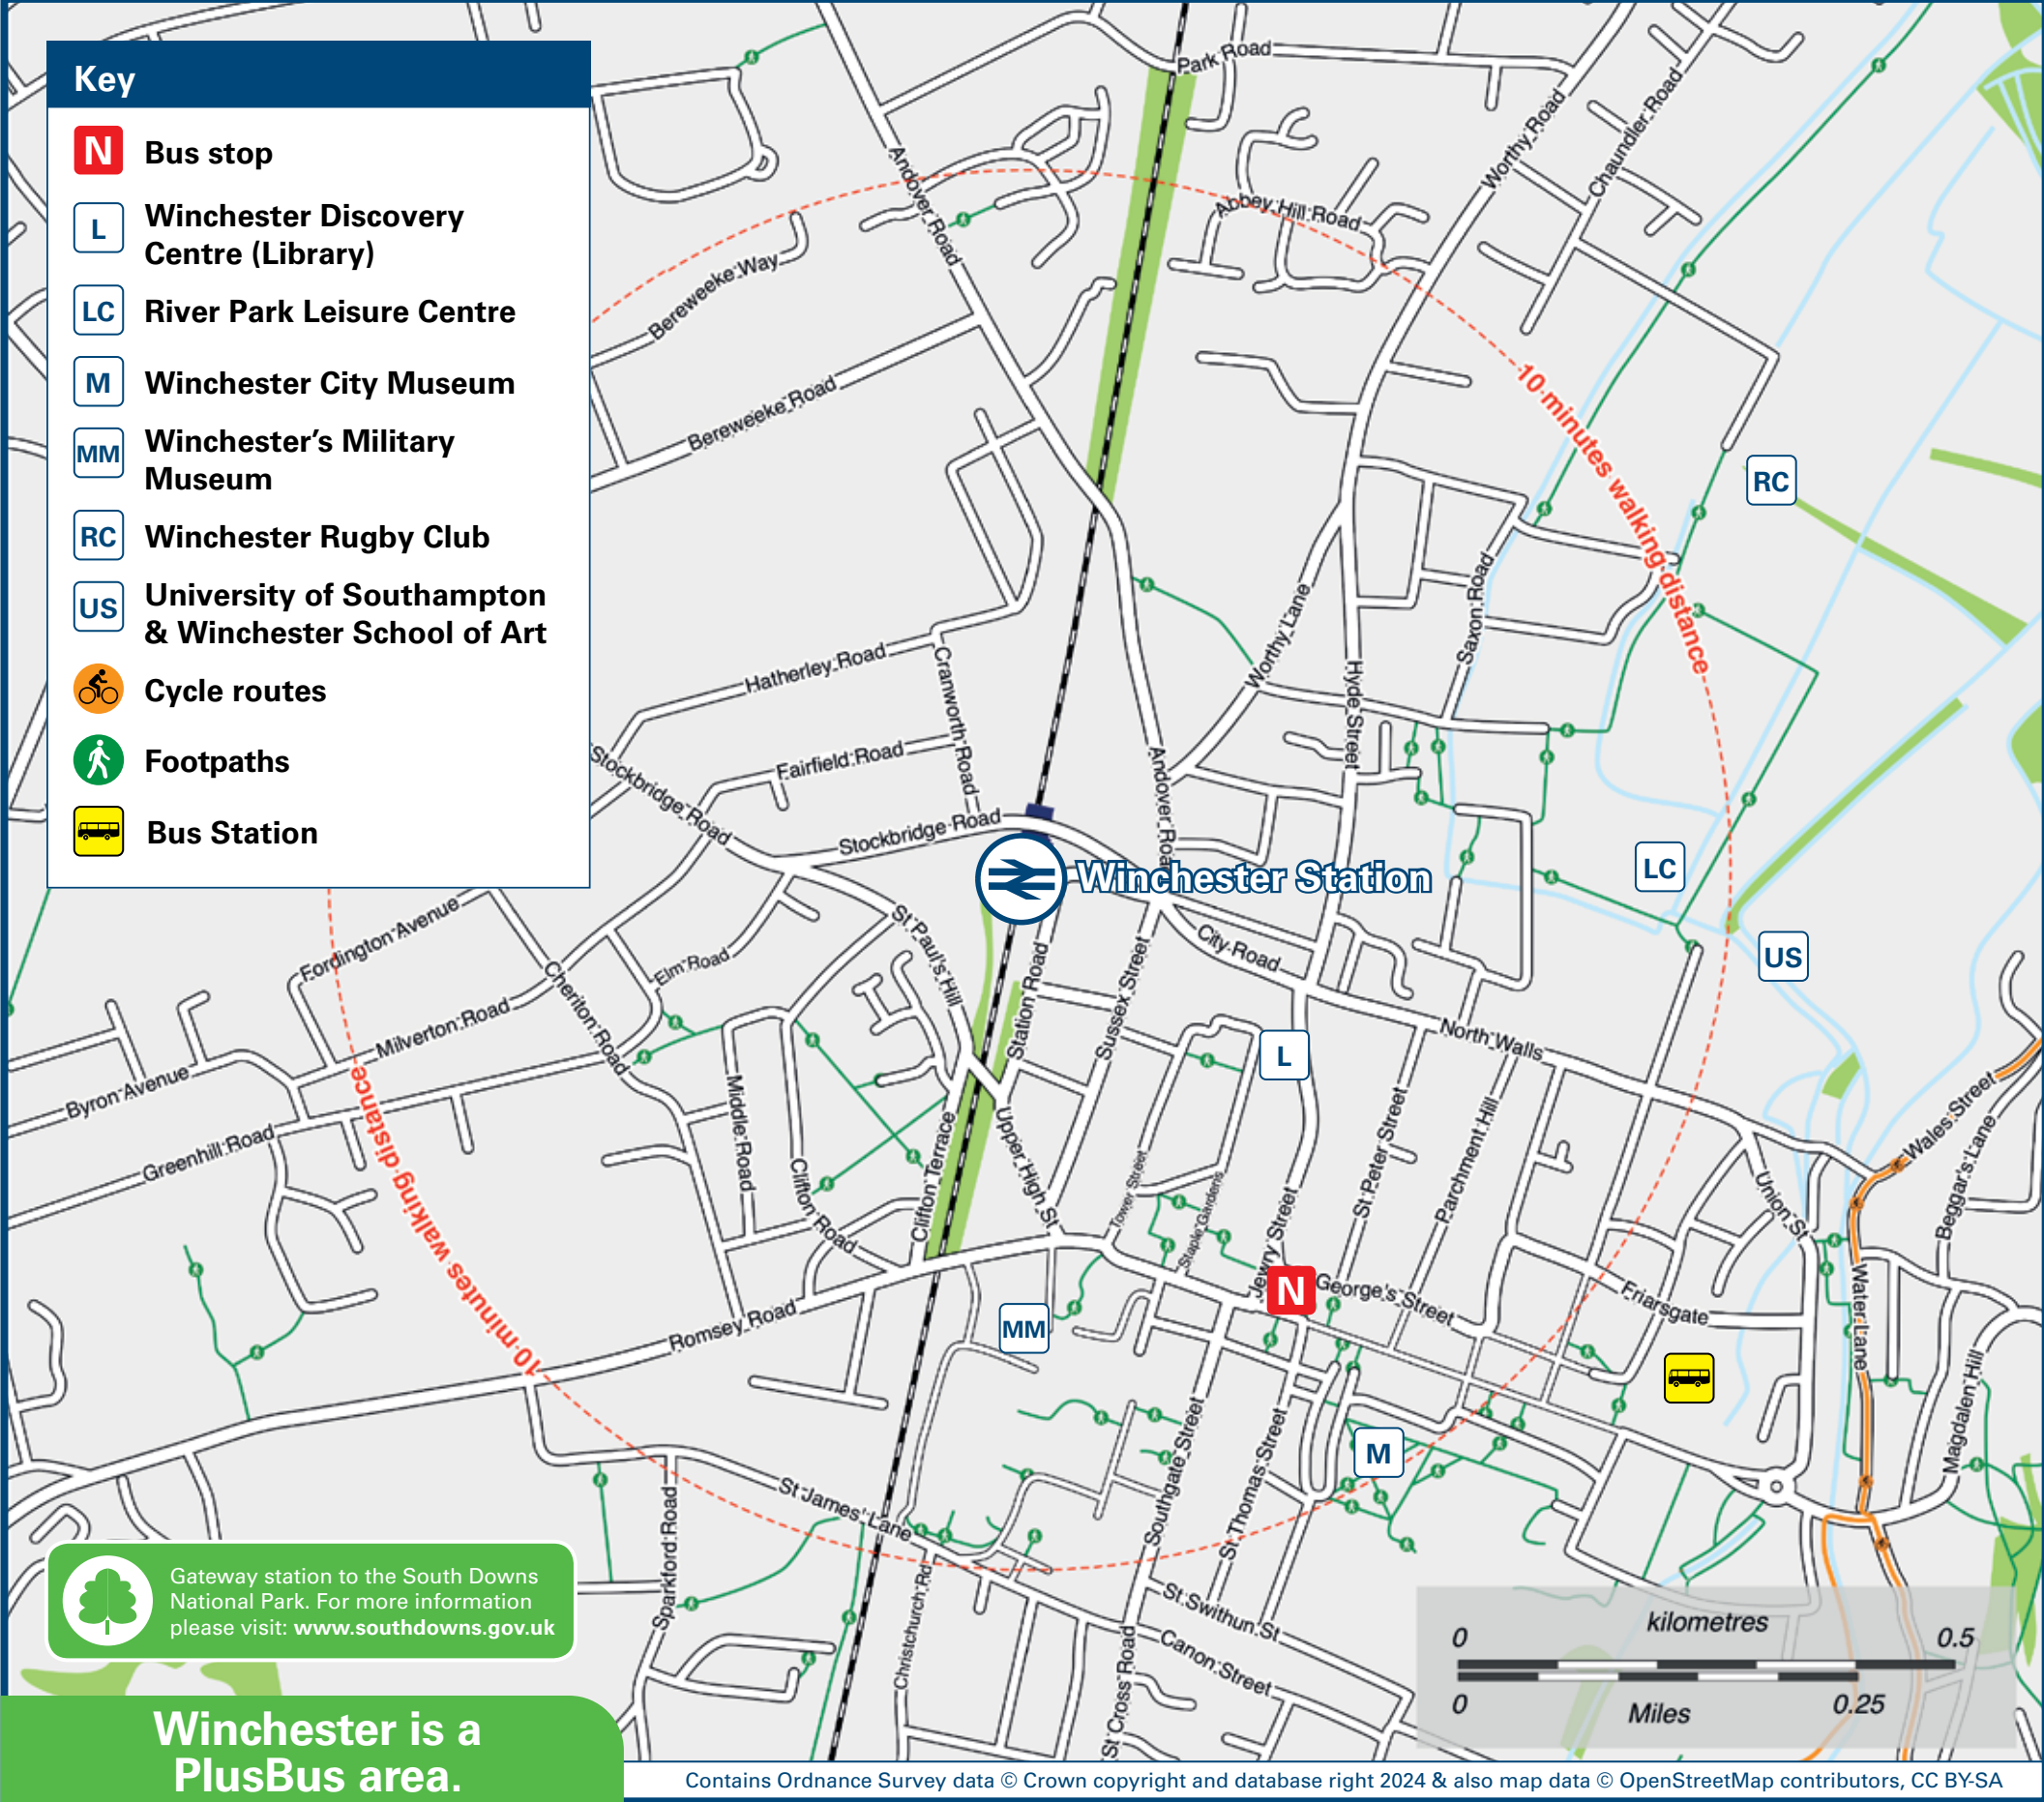 Key
N Bus stop
L Winchester Discovery
Centre (Library)
LC River Park Leisure Centre
M Winchester City Museum
MM Winchester's Military
Museum
RC Winchester Rugby Club
US University of Southampton
& Winchester School of Art
Cycle routes
Footpaths
Bus Station
Park Road
Worthy Road
Chaundler Road
Andover Road
Abbey Hill Road
Bereweeke Way
Bereweeke Road
10 minutes walking distance
RC
Worthy Lane
Saxon Road
Hyde Street
Hatherley Road
Cranworth Road
Fairfield Road
Stockbridge Road
Stockbridge Road
Andover Road
Winchester Station
LC
US
Fordington Avenue
St Paul's Hill
City Road
Elm Road
Cheriton Road
Milverton Road
Station Road
Sussex Street
North Walls
L
Byron Avenue
Greenhill Road
Middle Road
Clifton Road
Clifton Terrace
Upper High St
Tower Street
Staple Gardens
Jewry Street
St Peter Street
Parchment Hill
Union St
Wales Street
Beggar's Lane
10 minutes walking distance
N
George's Street
Friarsgate
Water Lane
Romsey Road
MM
Magdalen Hill
M
Southgate Street
St Thomas Street
St James' Lane
Sparkford Road
Christchurch Rd
St Swithun St
Canon Street
St Cross Road
Gateway station to the South Downs
National Park. For more information
please visit: www.southdowns.gov.uk
kilometres
0 0.5
0 0.25
Miles
Winchester is a
PlusBus area.
Contains Ordnance Survey data © Crown copyright and database right 2024 & also map data © OpenStreetMap contributors, CC BY-SA